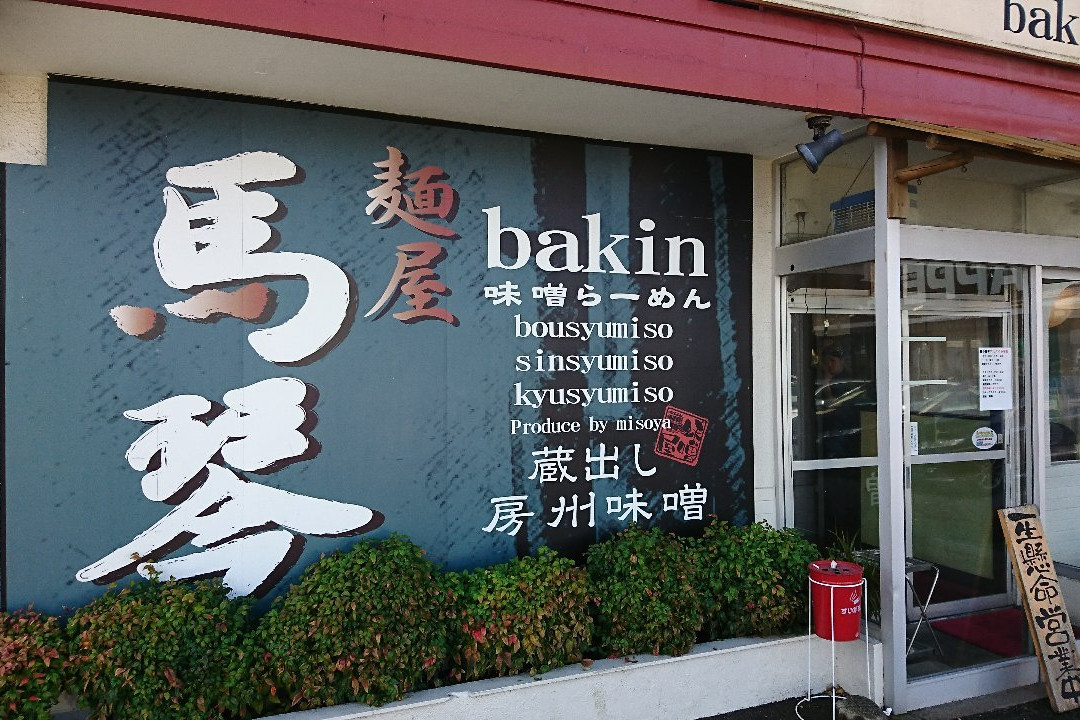 bak
麺屋
馬琴
bakin
味噌らーめん
bousyumiso
sinsyumiso
kyusyumiso
Produce by misoya
蔵出し
房州味噌
一生懸命営業中